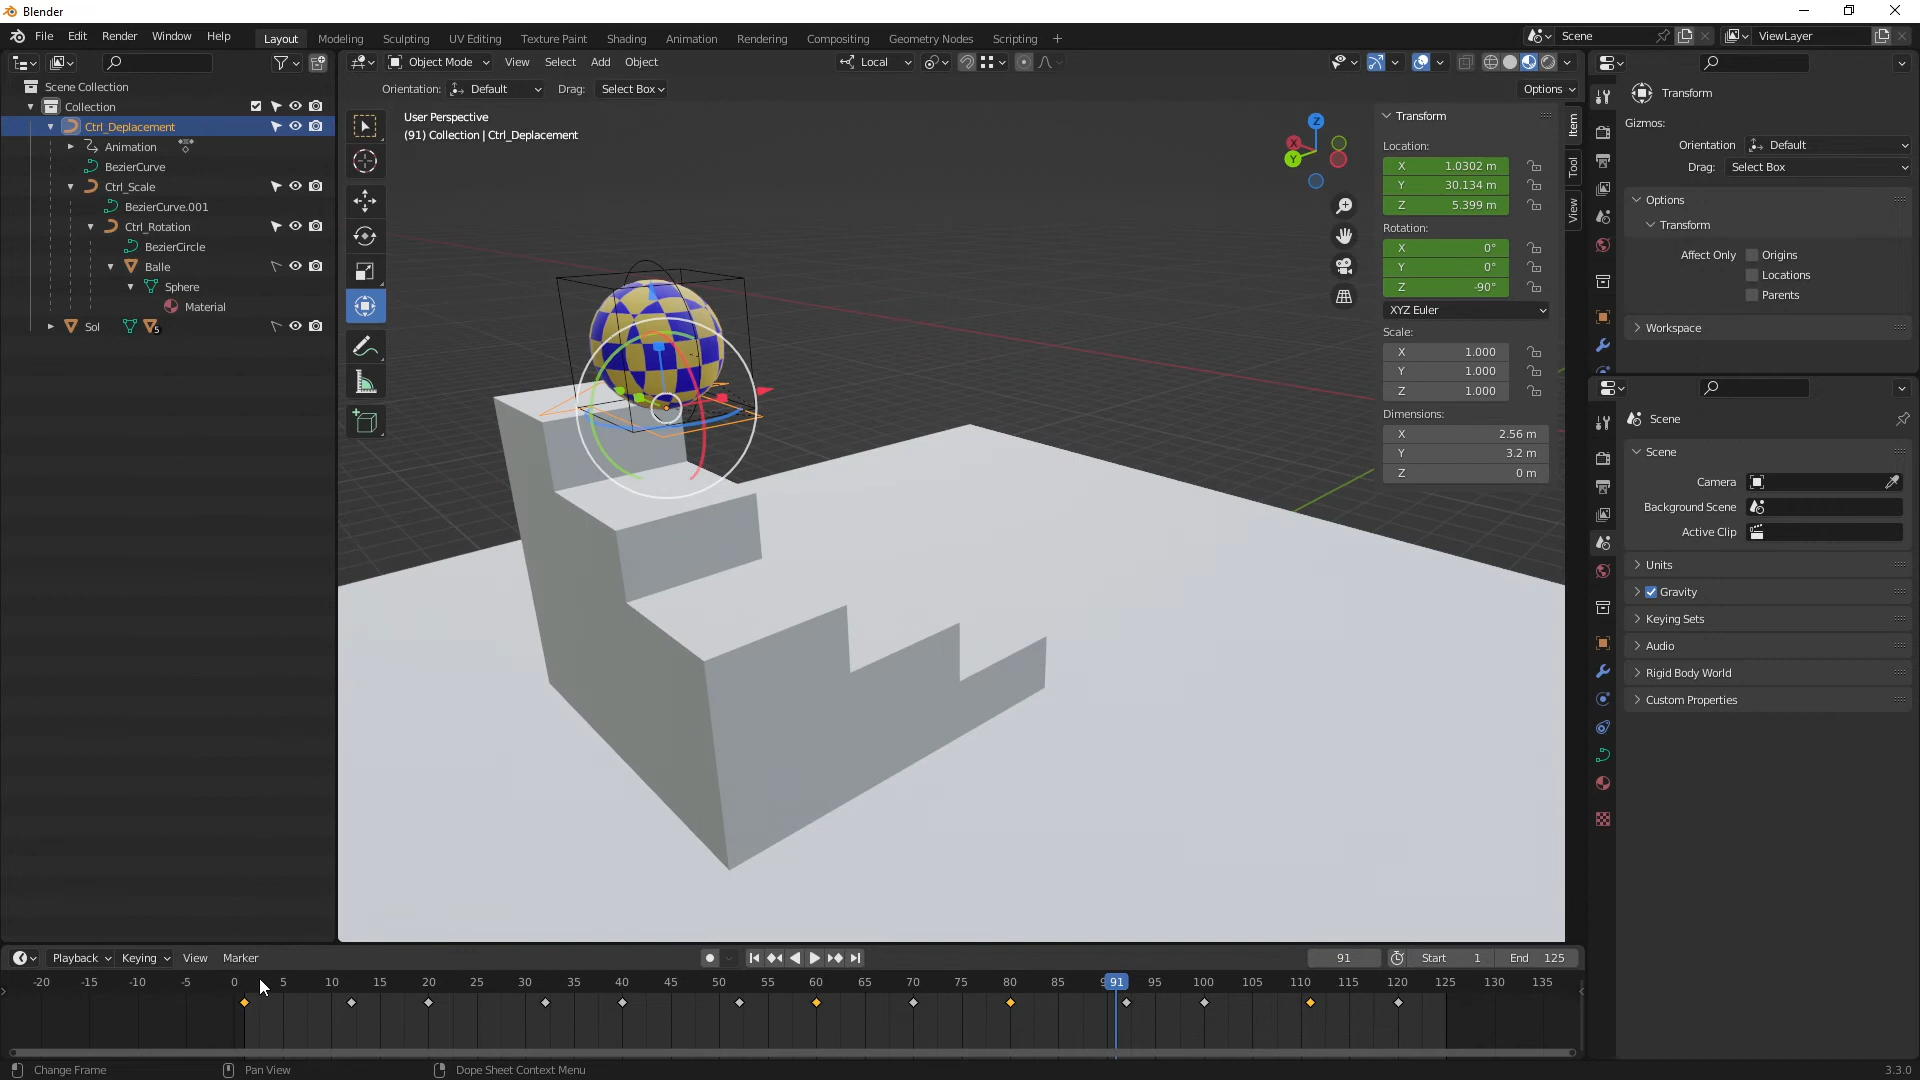 Blender
File Edit Render Window Help
Layout Modeling Sculpting UV Editing Texture Paint Shading Animation Rendering Compositing Geometry Nodes Scripting +
Scene
ViewLayer
Scene Collection
Collection
Ctrl_Deplacement
Animation
BezierCurve
Ctrl_Scale
BezierCurve.001
Ctrl_Rotation
BezierCircle
Balle
Sphere
Material
Sol
5
Object Mode View Select Add Object
Local
Orientation: Default Drag: Select Box
Options
User Perspective
(91) Collection | Ctrl_Deplacement
Z
X
Y
Item
Tool
View
Transform
Location:
X 1.0302 m
Y 30.134 m
Z 5.399 m
Rotation:
X 0°
Y 0°
Z -90°
XYZ Euler
Scale:
X 1.000
Y 1.000
Z 1.000
Dimensions:
X 2.56 m
Y 3.2 m
Z 0 m
Transform
Gizmos:
Orientation Default
Drag: Select Box
Options
Transform
Affect Only Origins
Locations
Parents
Workspace
Scene
Scene
Camera
Background Scene
Active Clip
Units
Gravity
Keying Sets
Audio
Rigid Body World
Custom Properties
Playback Keying View Marker
91
Start 1
End 125
-20 -15 -10 -5 0 5 10 15 20 25 30 35 40 45 50 55 60 65 70 75 80 85 9 91 95 100 105 110 115 120 125 130 135
Change Frame
Pan View
Dope Sheet Context Menu
3.3.0